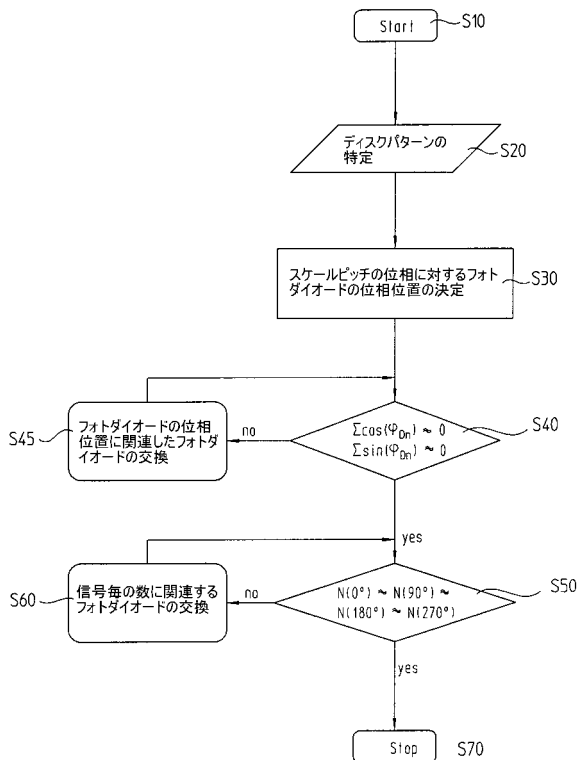 Start
S10
ディスクパターンの
特定
S20
スケールピッチの位相に対するフォト
ダイオードの位相位置の決定
S30
S45
フォトダイオードの位相
位置に関連したフォトダ
イオードの交換
no
Σcos(φDn) ≈ 0
Σsin(φDn) ≈ 0
S40
yes
S60
信号毎の数に関連する
フォトダイオードの交換
no
N(0°) ≈ N(90°) ≈
N(180°) ≈ N(270°)
S50
yes
Stop
S70